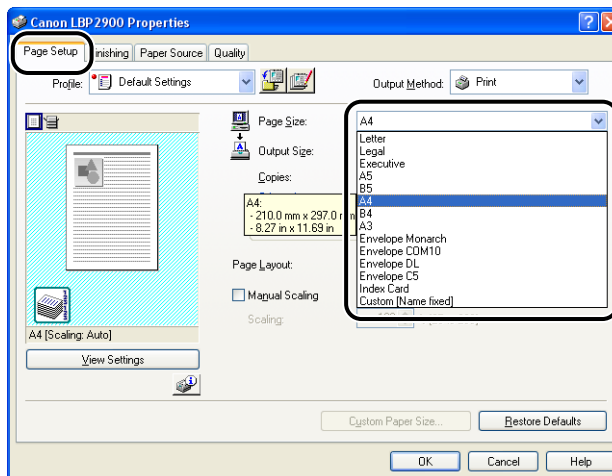 Canon LBP2900 Properties
Page Setup Finishing Paper Source Quality
Profile: Default Settings Output Method: Print
Page Size: A4
Output Size:
Copies:
Letter
Legal
Executive
A5
B5
A4
B4
A3
Envelope Monarch
Envelope COM10
Envelope DL
Envelope C5
Index Card
Custom [Name fixed]
A4:
- 210.0 mm x 297.0 m
- 8.27 in x 11.69 in
Page Layout:
Manual Scaling
Scaling:
A4 [Scaling: Auto]
View Settings
Custom Paper Size... Restore Defaults
OK Cancel Help